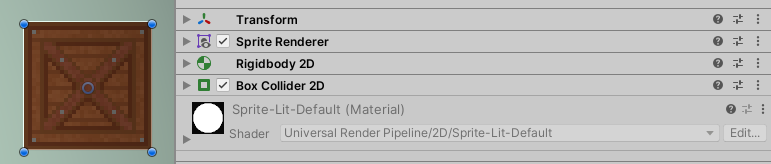 Transform
Sprite Renderer
Rigidbody 2D
Box Collider 2D
Sprite-Lit-Default (Material)
Shader Universal Render Pipeline/2D/Sprite-Lit-Default Edit...